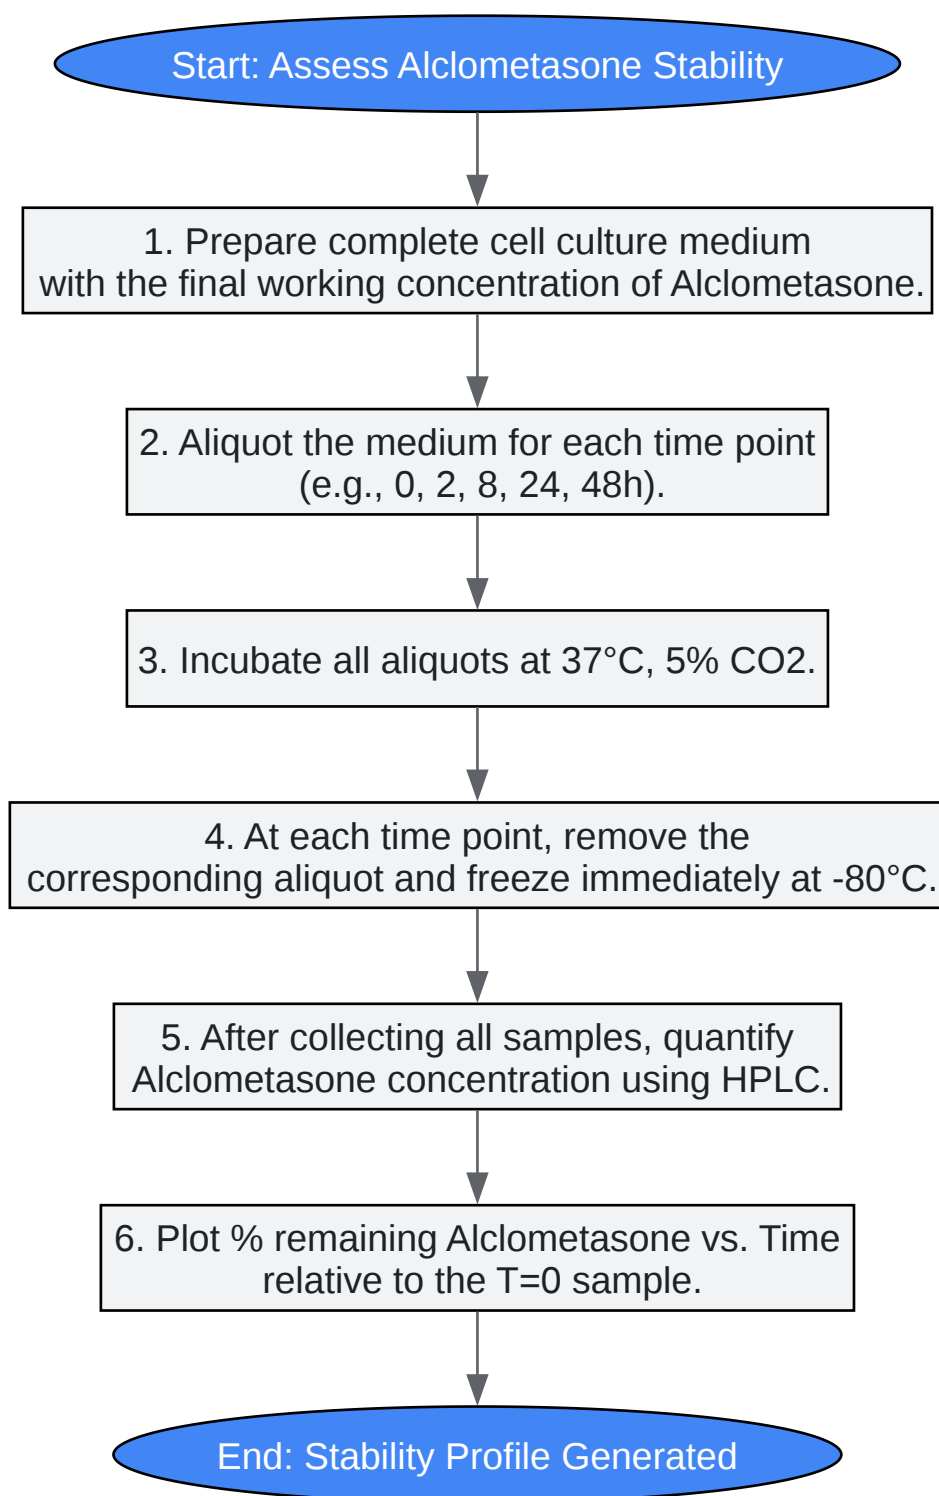 Start: Assess Alclometasone Stability
1. Prepare complete cell culture medium
with the final working concentration of Alclometasone.
2. Aliquot the medium for each time point
(e.g., 0, 2, 8, 24, 48h).
3. Incubate all aliquots at 37°C, 5% CO2.
4. At each time point, remove the
corresponding aliquot and freeze immediately at -80°C.
5. After collecting all samples, quantify
Alclometasone concentration using HPLC.
6. Plot % remaining Alclometasone vs. Time
relative to the T=0 sample.
End: Stability Profile Generated